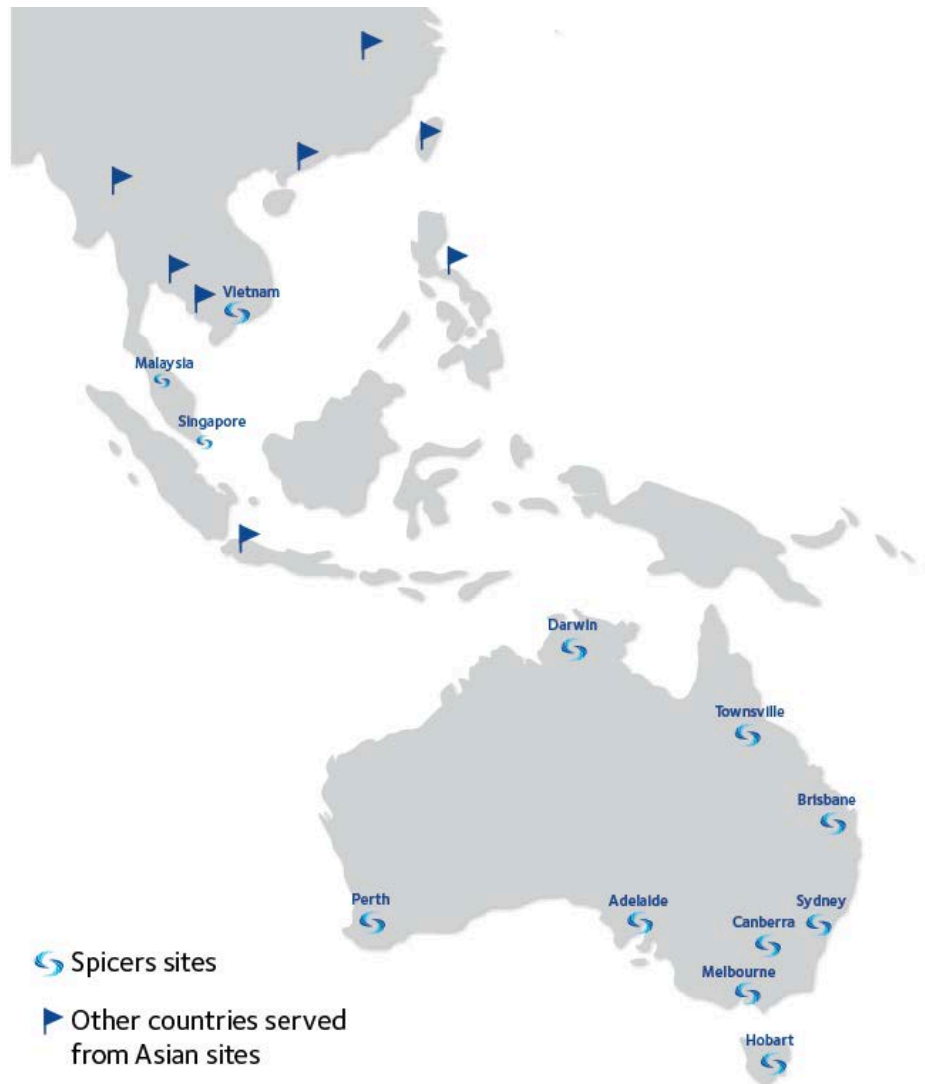 Vietnam
Malaysia
Singapore
Darwin
Townsville
Brisbane
Perth
Adelaide
Sydney
Canberra
Melbourne
Hobart
Spicers sites
Other countries served
from Asian sites